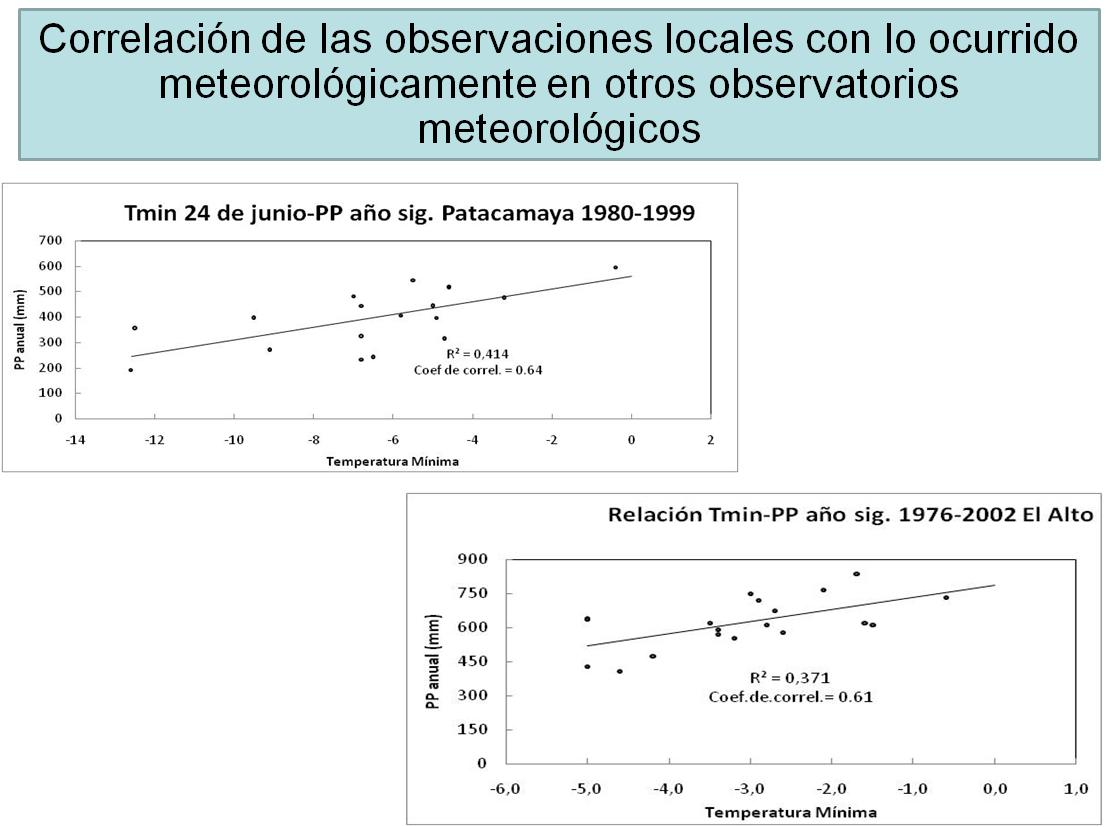 Correlación de las observaciones locales con lo ocurrido
meteorológicamente en otros observatorios
meteorológicos
Tmin 24 de junio-PP año sig. Patacamaya 1980-1999
700
600
500
400
300
200
100
0
PP anual (mm)
R² = 0,414
Coef de correl. = 0.64
-14 -12 -10 -8 -6 -4 -2 0 2
Temperatura Mínima
Relación Tmin-PP año sig. 1976-2002 El Alto
900
750
600
450
300
150
0
PP anual (mm)
R² = 0,371
Coef.de.correl.= 0.61
-6,0 -5,0 -4,0 -3,0 -2,0 -1,0 0,0 1,0
Temperatura Mínima